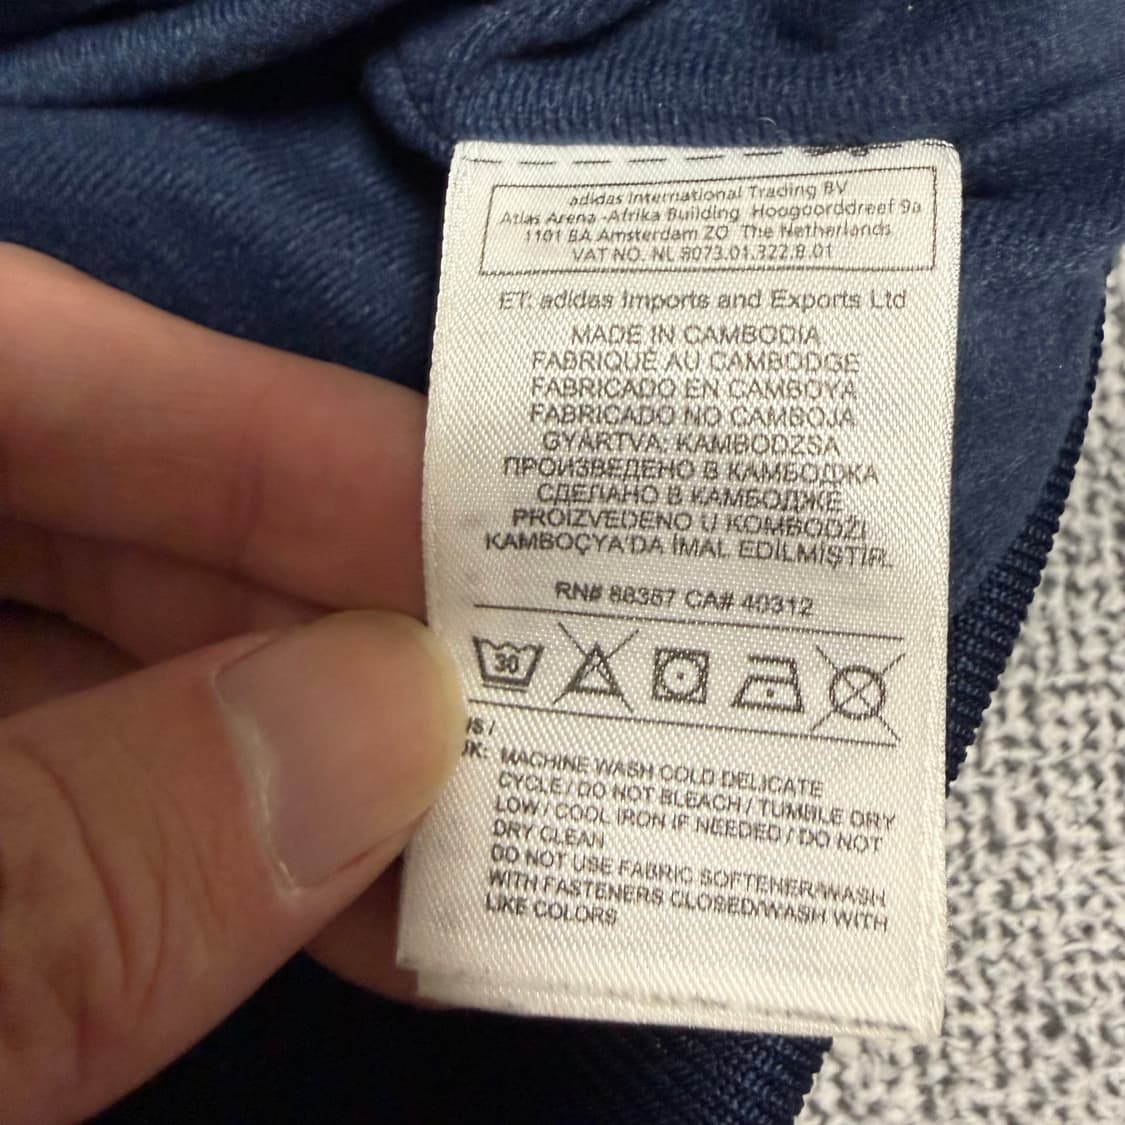 adidas International Trading BV
Atlas Arena -Afrika Building Hoogoorddreef 9a
1101 BA Amsterdam ZO The Netherlands
VAT NO. NL 8073.01.322.B.01
ET: adidas Imports and Exports Ltd
MADE IN CAMBODIA
FABRIQUÉ AU CAMBODGE
FABRICADO EN CAMBOYA
FABRICADO NO CAMBOJA
GYÁRTVA: KAMBODZSA
ПРОИЗВЕДЕНО В КАМБОДЖА
СДЕЛАНО В КАМБОДЖЕ
PROIZVEDENO U KOMBODŽI
KAMBOÇYA'DA İMAL EDİLMİŞTİR.
RN# 88387 CA# 40312
30
US /
UK: MACHINE WASH COLD DELICATE
CYCLE / DO NOT BLEACH / TUMBLE DRY
LOW / COOL IRON IF NEEDED / DO NOT
DRY CLEAN
DO NOT USE FABRIC SOFTENER/WASH
WITH FASTENERS CLOSED/WASH WITH
LIKE COLORS